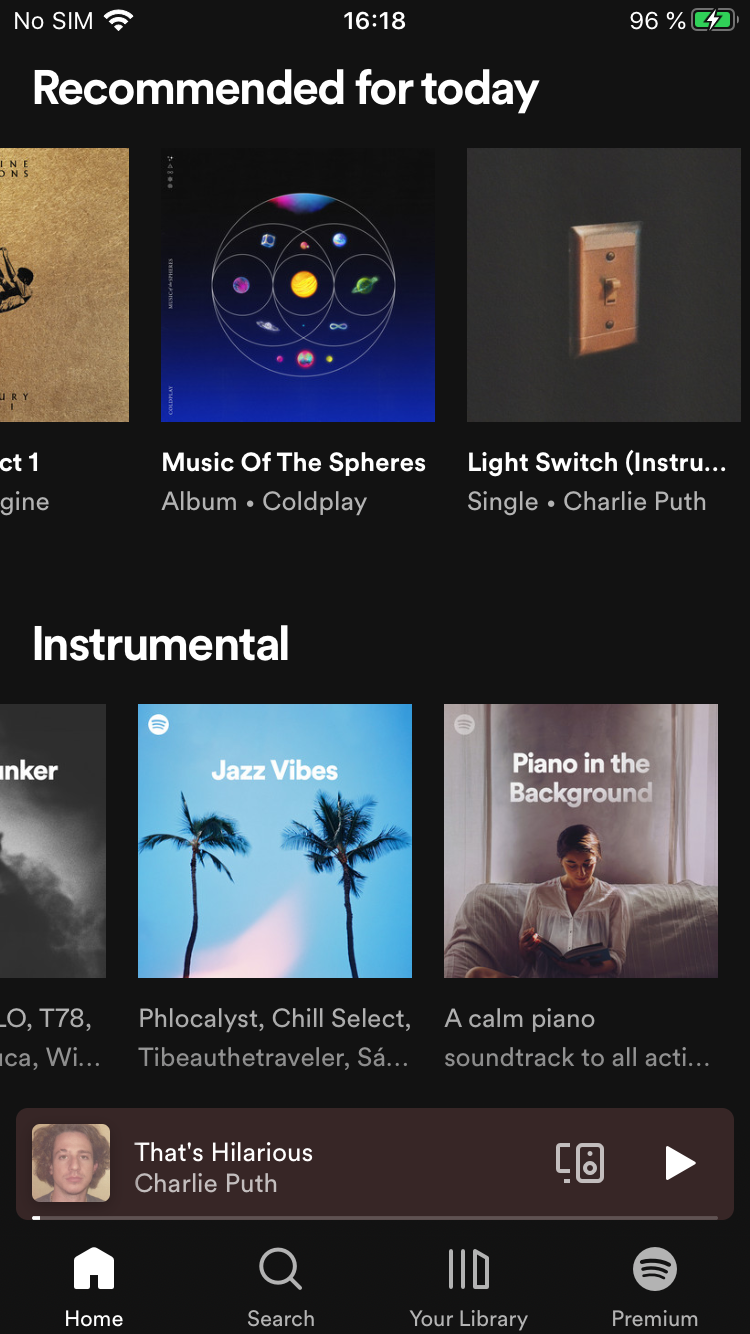 No SIM 16:18 96 %
Recommended for today
INE
ONS
MUSIC of the SPHERES
COLDPLAY
URY
I
ct 1
Music Of The Spheres
Light Switch (Instru...
gine
Album • Coldplay
Single • Charlie Puth
Instrumental
unker
Jazz Vibes
Piano in the
Background
LO, T78,
Phlocalyst, Chill Select,
A calm piano
uca, Wi...
Tibeauthetraveler, Sá...
soundtrack to all acti...
That's Hilarious
Charlie Puth
Home
Search
Your Library
Premium